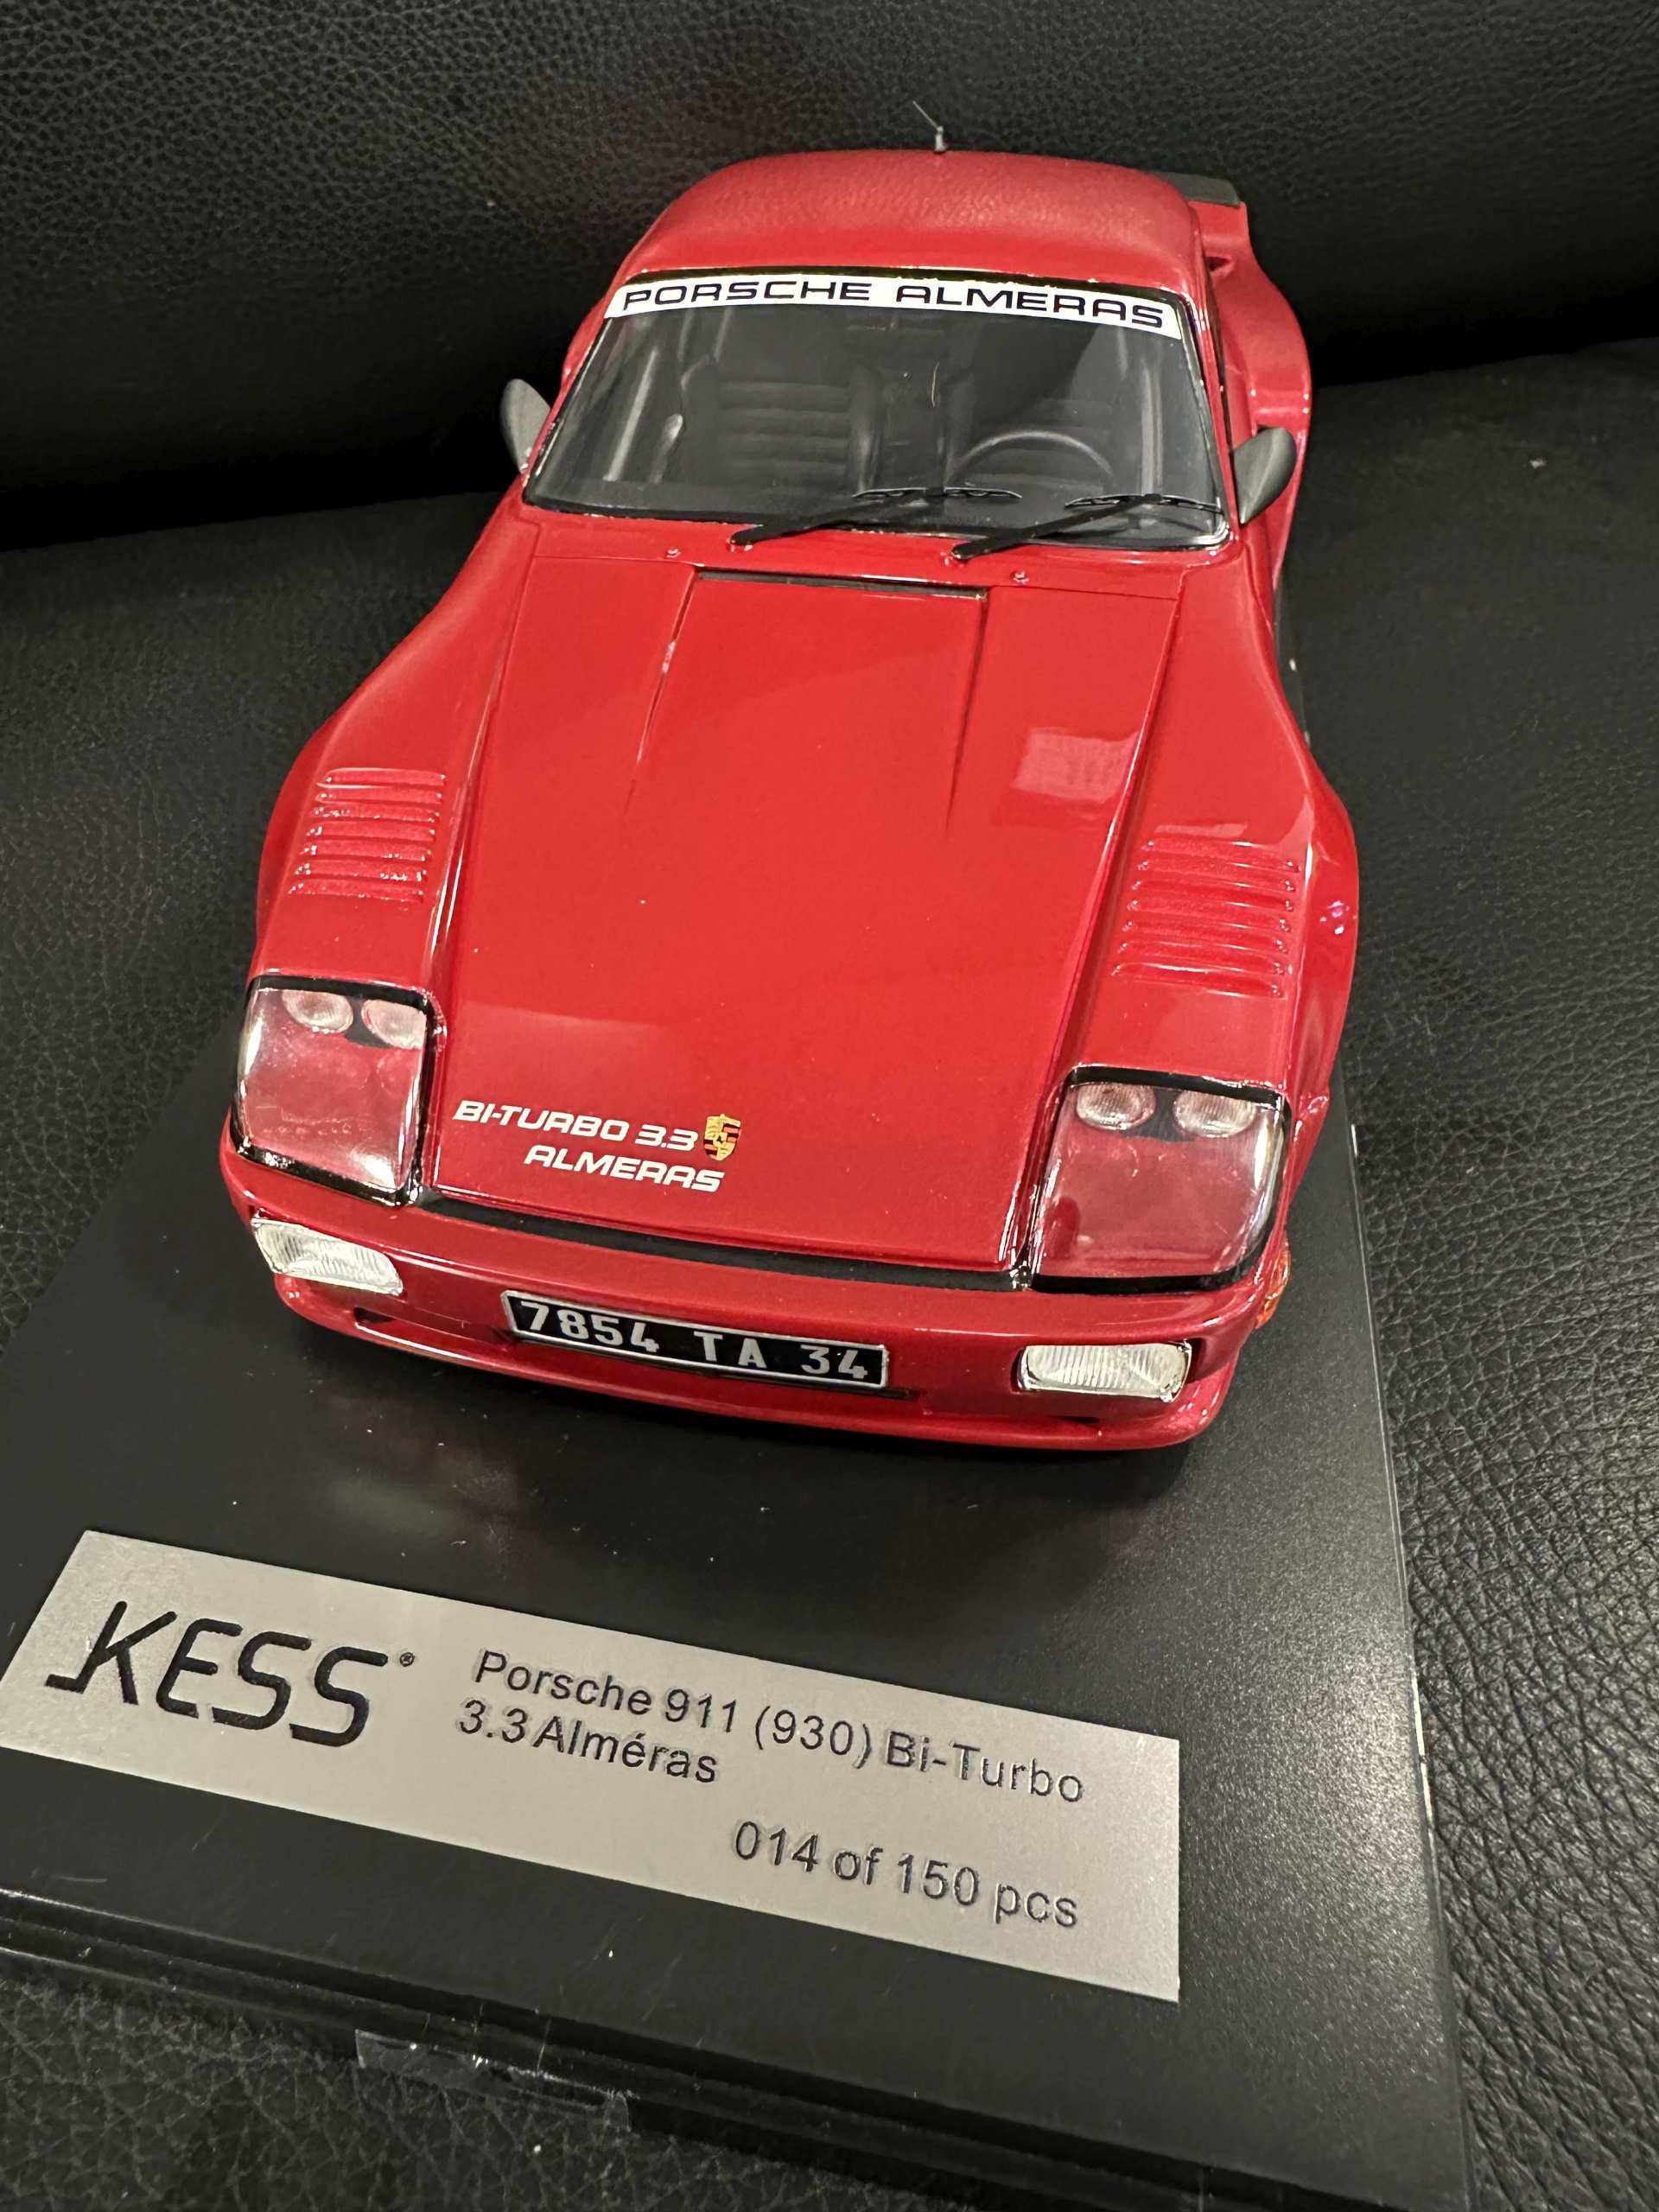 PORSCHE ALMERAS
BI-TURBO 3.3
ALMERAS
7854 TA 34
KESS®
Porsche 911 (930) Bi-Turbo
3.3 Alméras
014 of 150 pcs